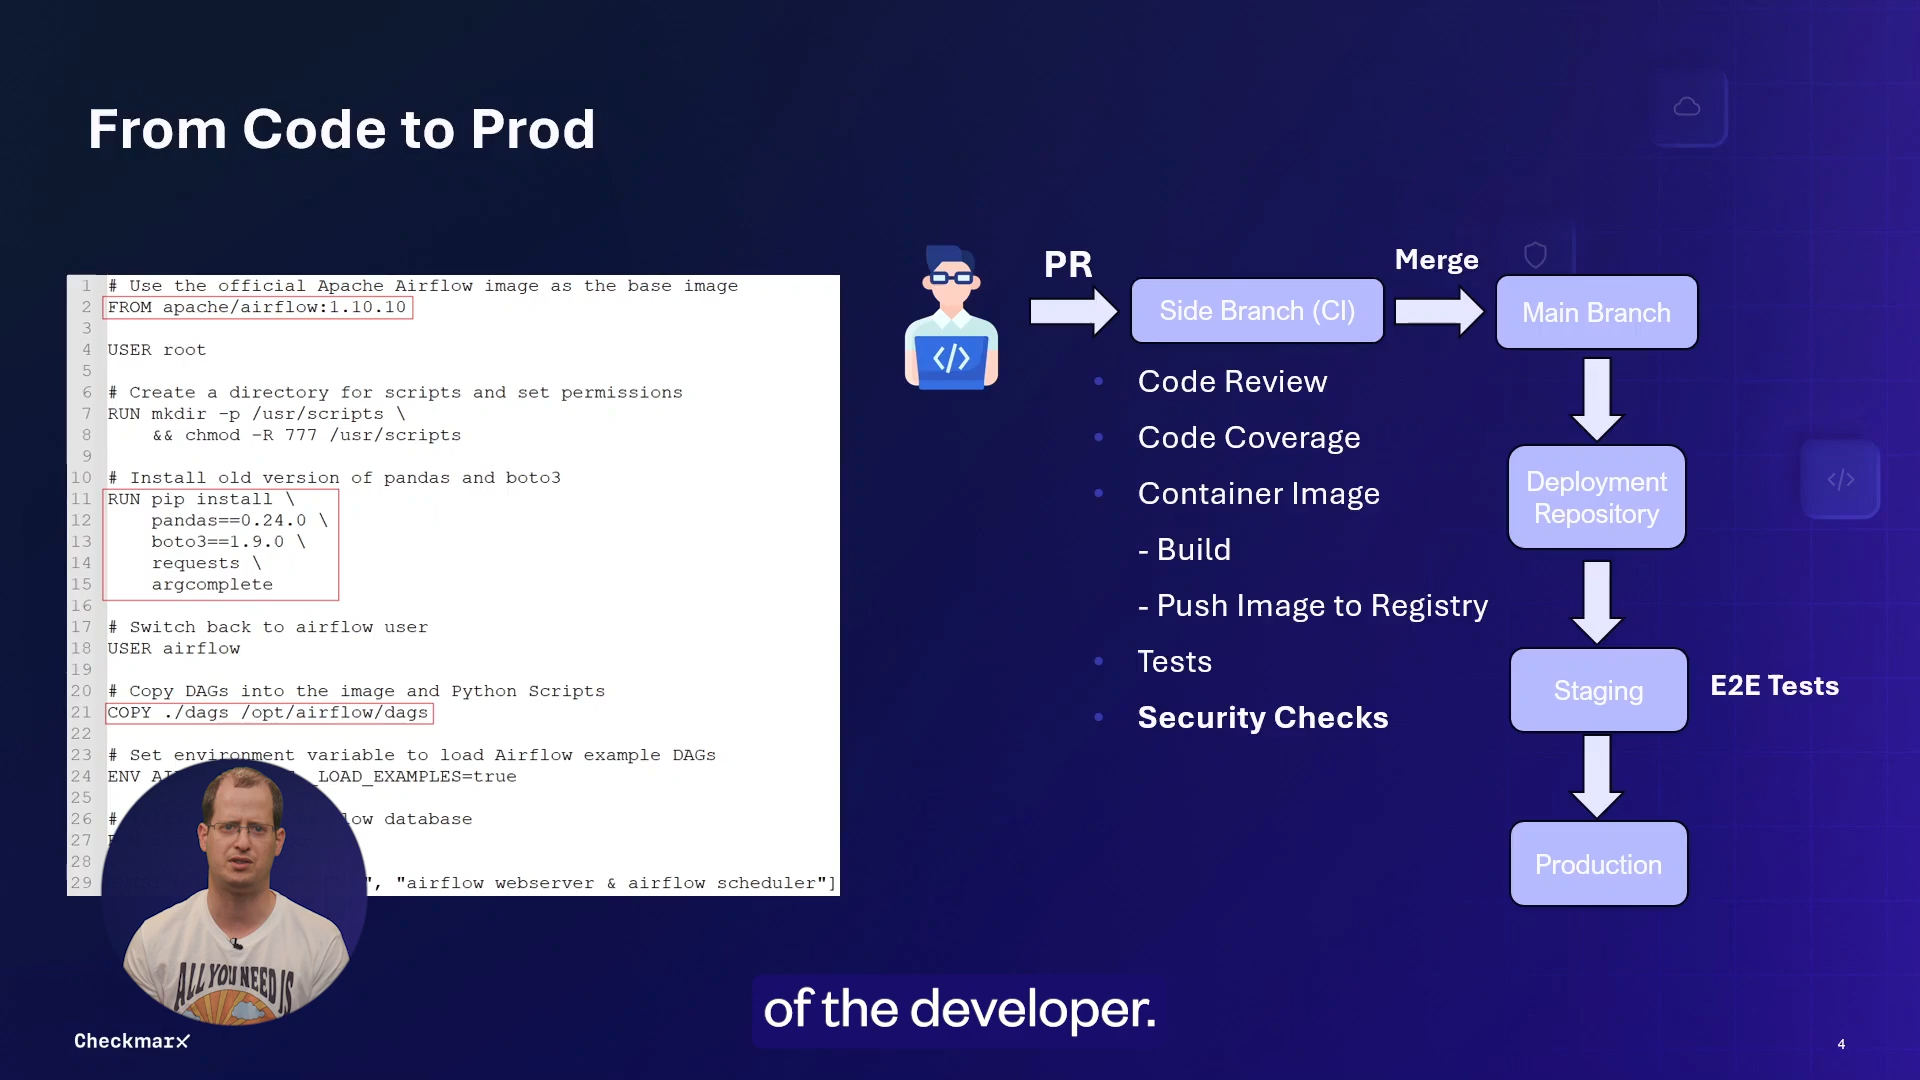 From Code to Prod
1 # Use the official Apache Airflow image as the base image
2 FROM apache/airflow:1.10.10
3
4 USER root
5
6 # Create a directory for scripts and set permissions
7 RUN mkdir -p /usr/scripts \
8 && chmod -R 777 /usr/scripts
9
10 # Install old version of pandas and boto3
11 RUN pip install \
12 pandas==0.24.0 \
13 boto3==1.9.0 \
14 requests \
15 argcomplete
16
17 # Switch back to airflow user
18 USER airflow
19
20 # Copy DAGs into the image and Python Scripts
21 COPY ./dags /opt/airflow/dags
22
23 # Set environment variable to load Airflow example DAGs
24 ENV _LOAD_EXAMPLES=true
25
26 # database
27
28
29 ", "airflow webserver & airflow scheduler"]
PR
Side Branch (CI)
Merge
Main Branch
</>
Code Review
Code Coverage
Container Image
- Build
- Push Image to Registry
Tests
Security Checks
Deployment
Repository
</>
Staging
E2E Tests
Production
ALL YOU NEED IS
of the developer.
Checkmarx
4